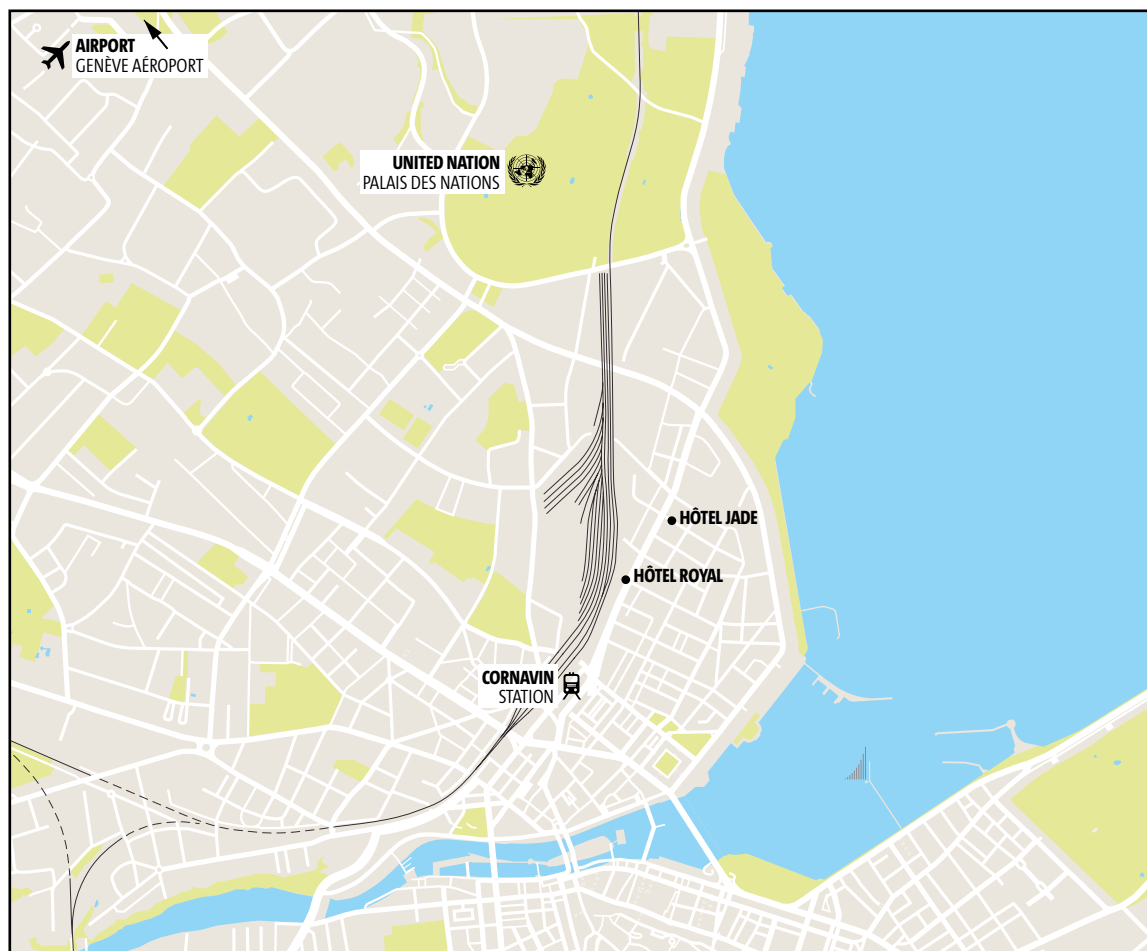 AIRPORT
GENÈVE AÉROPORT
UNITED NATION
PALAIS DES NATIONS
HÔTEL JADE
HÔTEL ROYAL
CORNAVIN
STATION